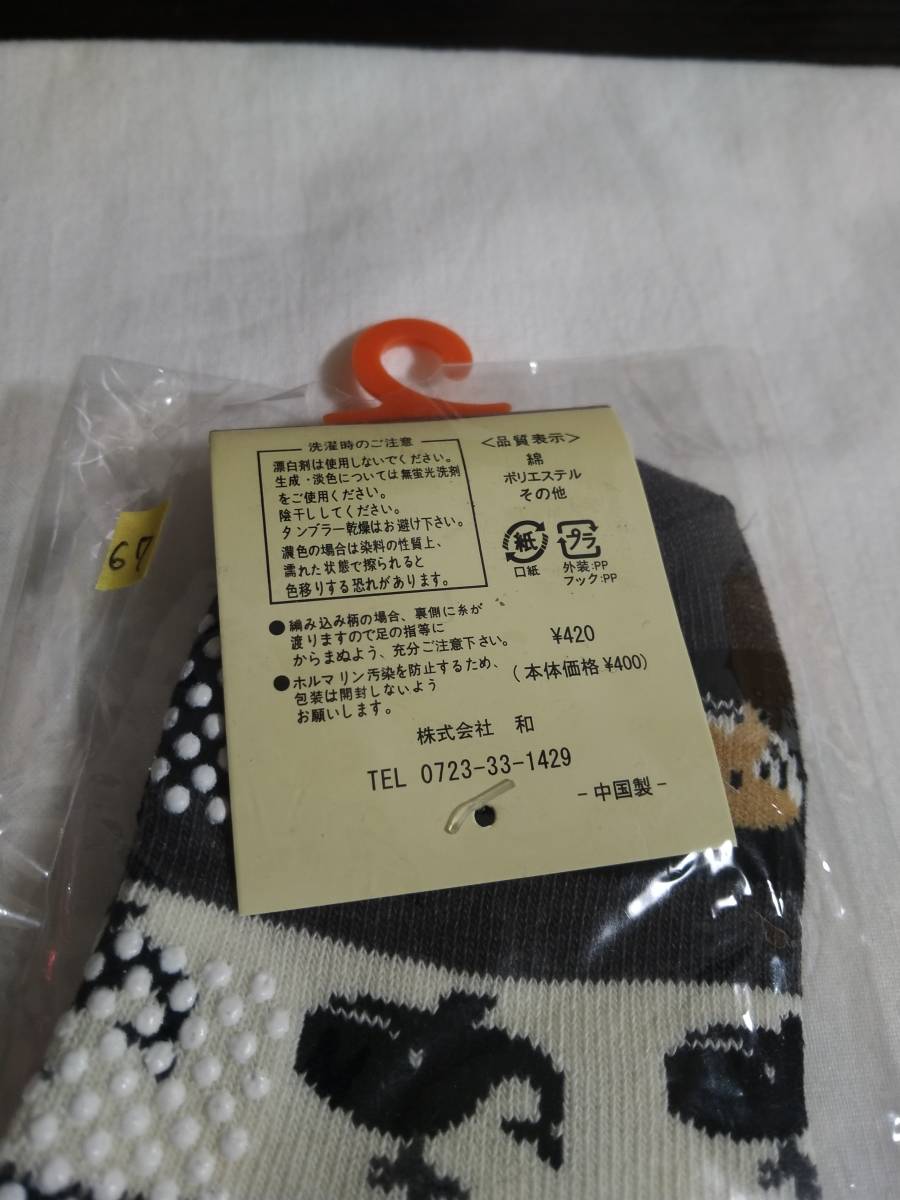 洗濯時のご注意
漂白剤は使用しないでください。
生成・淡色については無蛍光洗剤
をご使用ください。
陰干ししてください。
タンブラー乾燥はお避け下さい。
濃色の場合は染料の性質上、
濡れた状態で擦られると
色移りする恐れがあります。
●編み込み柄の場合、裏側に糸が
渡りますので足の指等に
からまぬよう、充分ご注意下さい。
●ホルマリン汚染を防止するため、
包装は開封しないよう
お願いします。
<品質表示>
綿
ポリエステル
その他
紙 プラ
口紙 外装:PP
フック:PP
¥420
(本体価格¥400)
株式会社 和
TEL 0723-33-1429
-中国製-
67